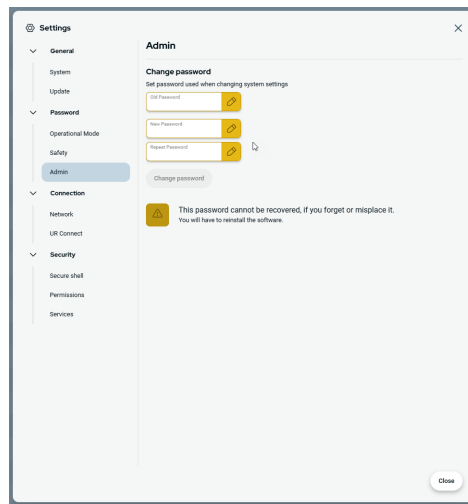 Settings
General
System
Update
Password
Operational Mode
Safety
Admin
Connection
Network
UR Connect
Security
Secure shell
Permissions
Services
Admin
Change password
Set password used when changing system settings
Old Password
New Password
Repeat Password
Change password
This password cannot be recovered, if you forget or misplace it.
You will have to reinstall the software.
Close